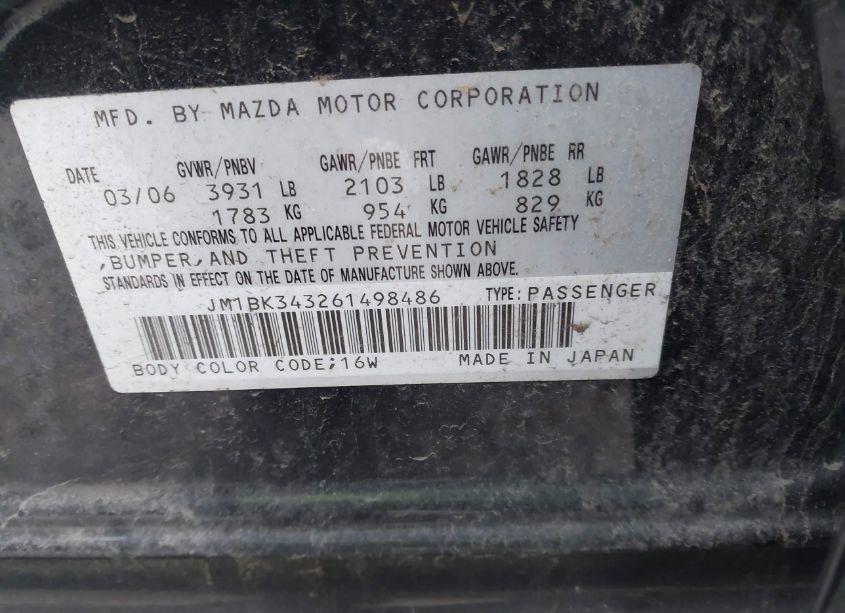 MFD. BY MAZDA MOTOR CORPORATION
DATE GVWR/PNBV GAWR/PNBE FRT GAWR/PNBE RR
03/06 3931 LB 2103 LB 1828 LB
1783 KG 954 KG 829 KG
THIS VEHICLE CONFORMS TO ALL APPLICABLE FEDERAL MOTOR VEHICLE SAFETY
,BUMPER,AND THEFT PREVENTION
STANDARDS IN EFFECT ON THE DATE OF MANUFACTURE SHOWN ABOVE.
JM1BK343261498486 TYPE:PASSENGER
BODY COLOR CODE;16W MADE IN JAPAN